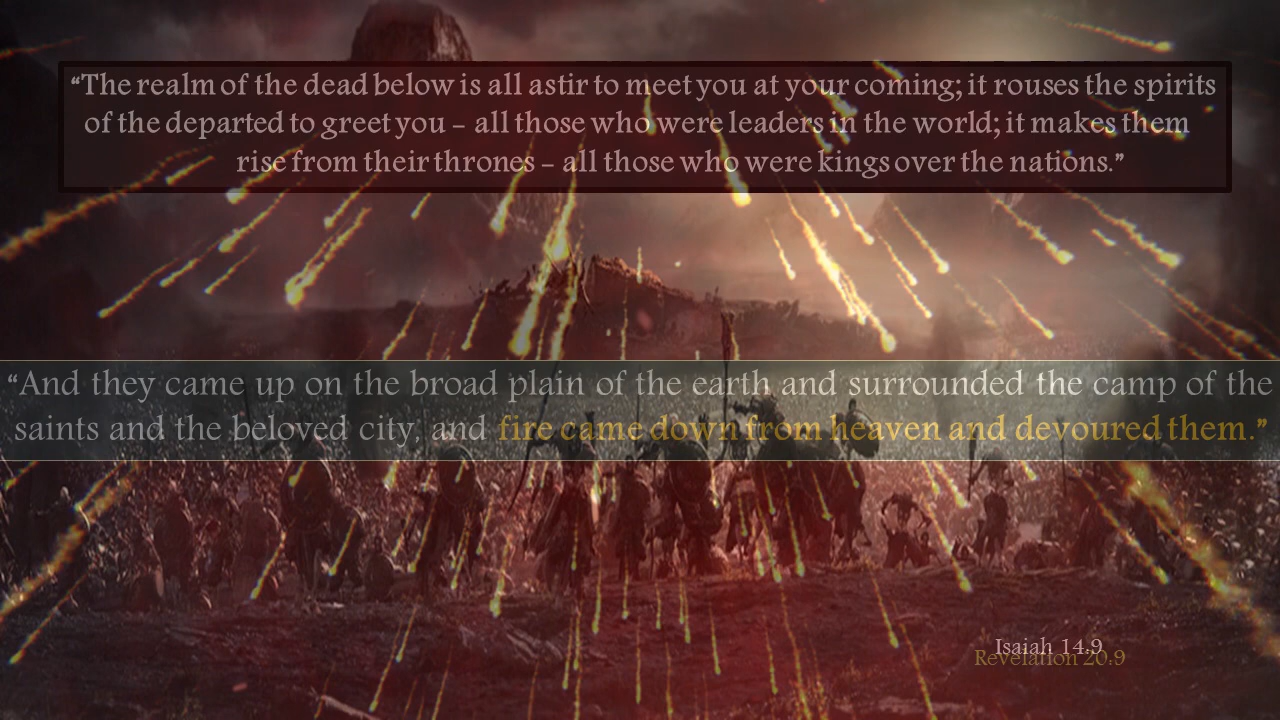 “The realm of the dead below is all astir to meet you at your coming; it rouses the spirits
of the departed to greet you – all those who were leaders in the world; it makes them
rise from their thrones – all those who were kings over the nations.”
“And they came up on the broad plain of the earth and surrounded the camp of the
saints and the beloved city, and fire came down from heaven and devoured them.”
Isaiah 14:9
Revelation 20:9